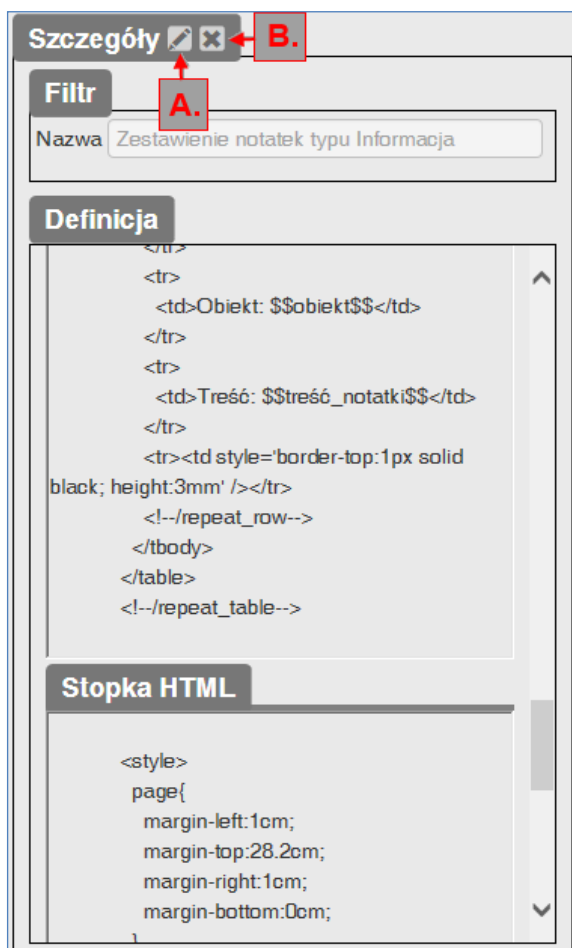 Szczegóły
B.
A.
Filtr
Nazwa Zestawienie notatek typu Informacja
Definicja
</tr>
<tr>
<td>Obiekt: $$obiekt$$</td>
</tr>
<tr>
<td>Treść: $$treść_notatki$$</td>
</tr>
<tr><td style='border-top:1px solid
black; height:3mm' /></tr>
<!--/repeat_row-->
</tbody>
</table>
<!--/repeat_table-->
Stopka HTML
<style>
page{
margin-left:1cm;
margin-top:28.2cm;
margin-right:1cm;
margin-bottom:0cm;
}